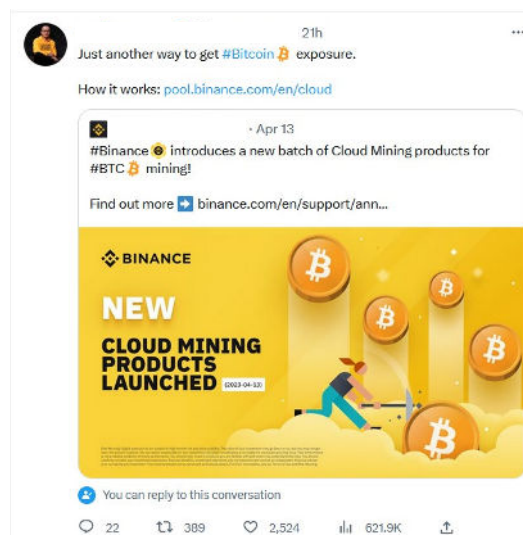 21h
Just another way to get #Bitcoin exposure.
How it works: pool.binance.com/en/cloud
· Apr 13
#Binance introduces a new batch of Cloud Mining products for
#BTC mining!
Find out more ➡️ binance.com/en/support/ann...
BINANCE
NEW
CLOUD MINING
PRODUCTS
LAUNCHED (2023-04-13)
You can reply to this conversation
22 389 2,524 621.9K